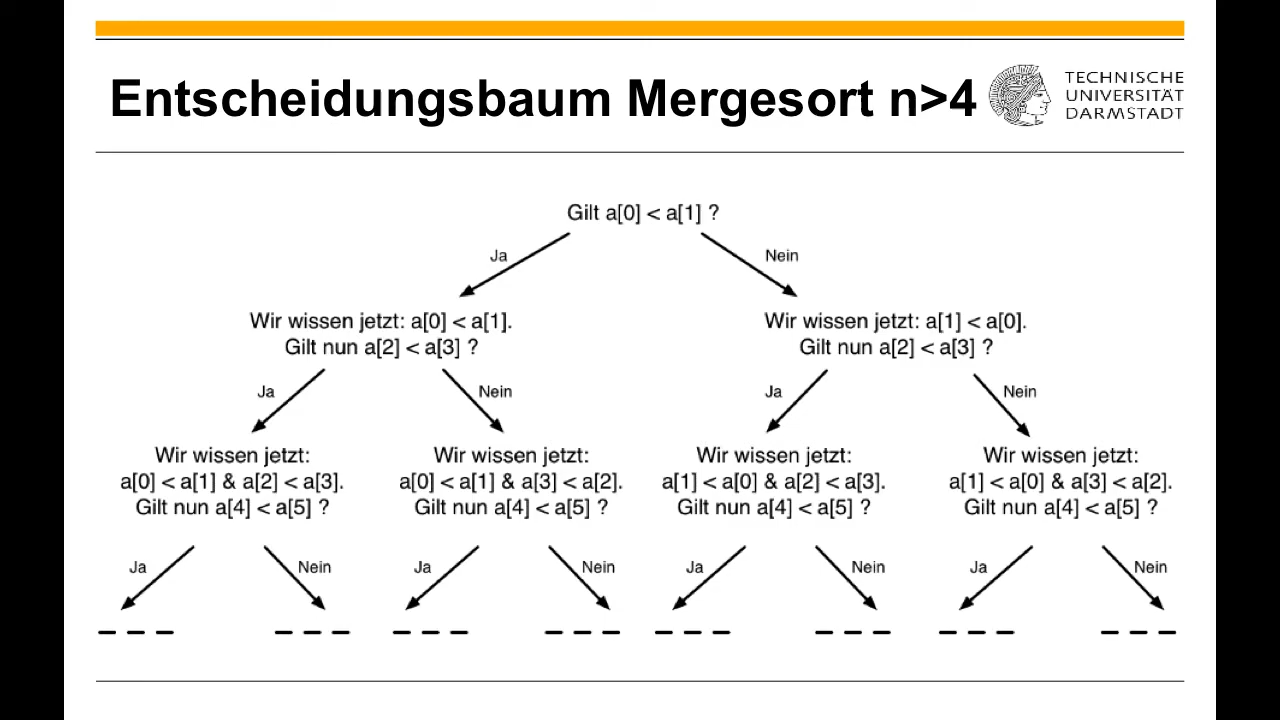 Entscheidungsbaum Mergesort n>4
TECHNISCHE
UNIVERSITÄT
DARMSTADT
Gilt a[0] < a[1] ?
Ja
Nein
Wir wissen jetzt: a[0] < a[1].
Gilt nun a[2] < a[3] ?
Wir wissen jetzt: a[1] < a[0].
Gilt nun a[2] < a[3] ?
Ja
Nein
Ja
Nein
Wir wissen jetzt:
a[0] < a[1] & a[2] < a[3].
Gilt nun a[4] < a[5] ?
Wir wissen jetzt:
a[0] < a[1] & a[3] < a[2].
Gilt nun a[4] < a[5] ?
Wir wissen jetzt:
a[1] < a[0] & a[2] < a[3].
Gilt nun a[4] < a[5] ?
Wir wissen jetzt:
a[1] < a[0] & a[3] < a[2].
Gilt nun a[4] < a[5] ?
Ja
Nein
Ja
Nein
Ja
Nein
Ja
Nein